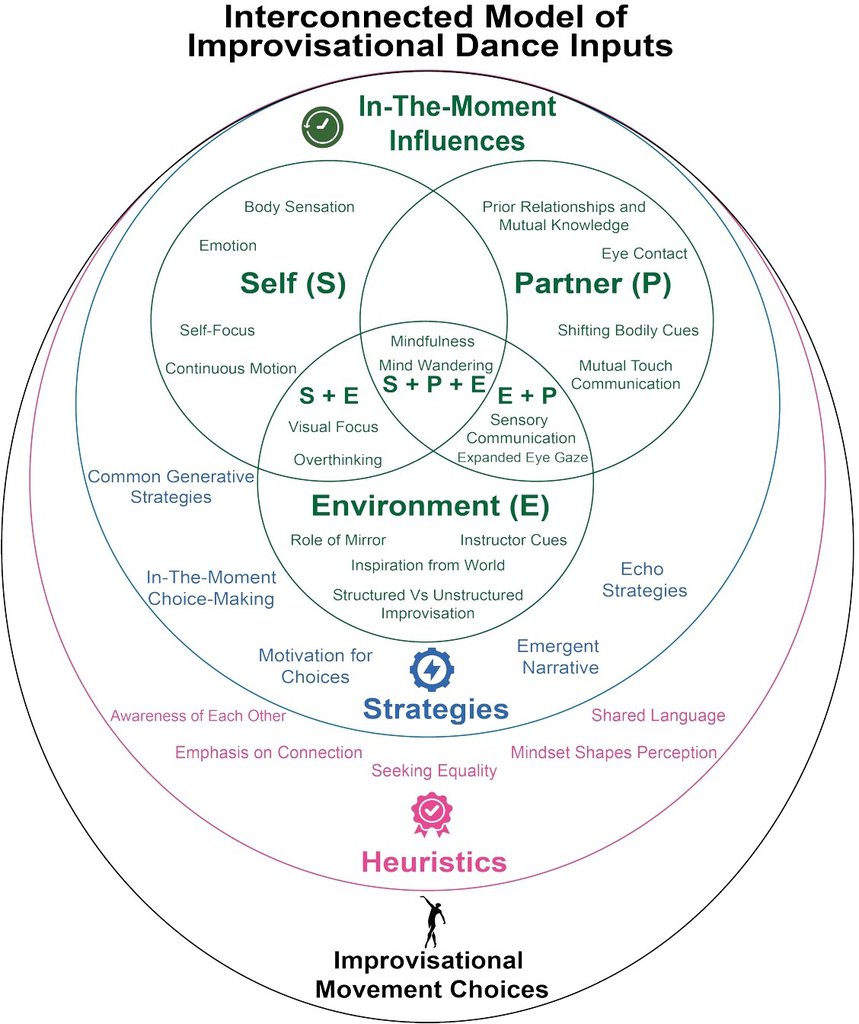 Interconnected Model of
Improvisational Dance Inputs
In-The-Moment
Influences
Body Sensation
Emotion
Self (S)
Self-Focus
Continuous Motion
Prior Relationships and
Mutual Knowledge
Eye Contact
Partner (P)
Shifting Bodily Cues
Mutual Touch
Communication
Mindfulness
Mind Wandering
S + P + E
S + E
Visual Focus
Overthinking
E + P
Sensory
Communication
Expanded Eye Gaze
Environment (E)
Role of Mirror
Instructor Cues
Inspiration from World
Structured Vs Unstructured
Improvisation
Common Generative
Strategies
In-The-Moment
Choice-Making
Motivation for
Choices
Echo
Strategies
Emergent
Narrative
Strategies
Awareness of Each Other
Shared Language
Emphasis on Connection
Mindset Shapes Perception
Seeking Equality
Heuristics
Improvisational
Movement Choices